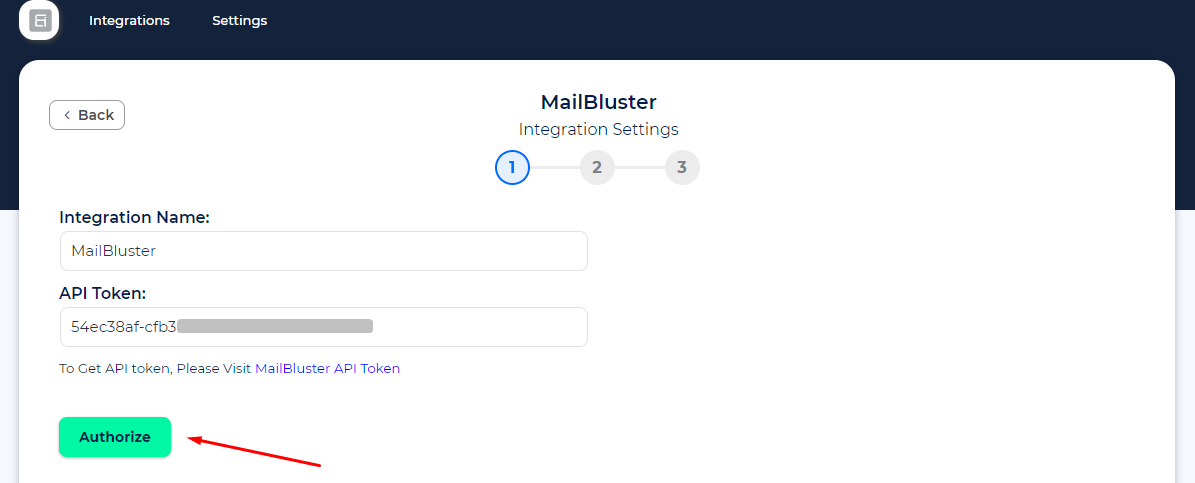 Integrations Settings
Back
MailBluster
Integration Settings
1 2 3
Integration Name:
MailBluster
API Token:
54ec38af-cfb3
To Get API token, Please Visit MailBluster API Token
Authorize